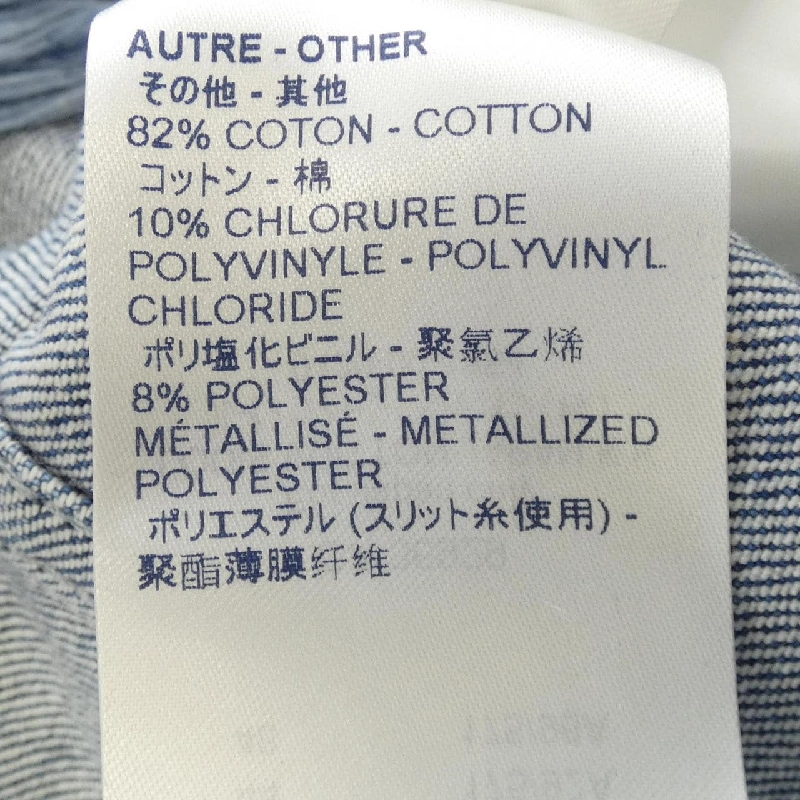 AUTRE - OTHER
その他 - 其他
82% COTON - COTTON
コットン - 棉
10% CHLORURE DE
POLYVINYLE - POLYVINYL
CHLORIDE
ポリ塩化ビニル - 聚氯乙烯
8% POLYESTER
MÉTALLISÉ - METALLIZED
POLYESTER
ポリエステル (スリット糸使用) -
聚酯薄膜纤维